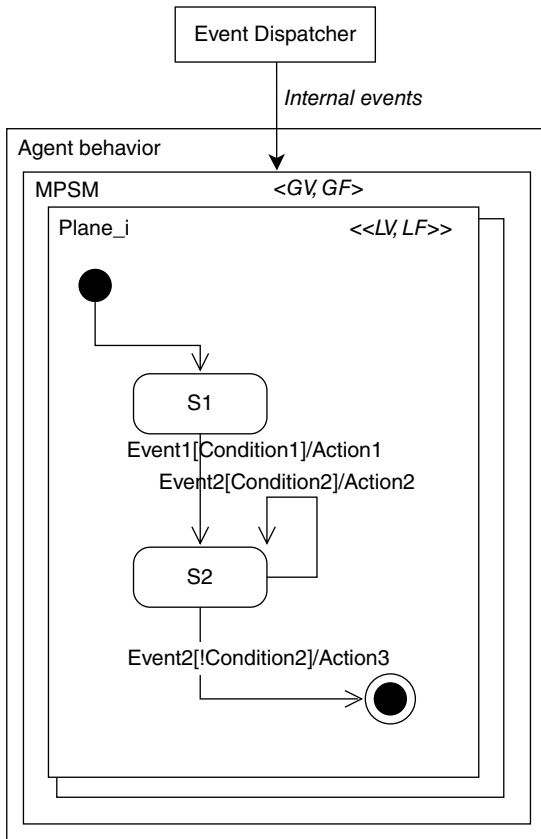 Event Dispatcher
Internal events
Agent behavior
MPSM <GV, GF>
Plane_i <<LV, LF>>
S1
Event1[Condition1]/Action1
Event2[Condition2]/Action2
S2
Event2[!Condition2]/Action3